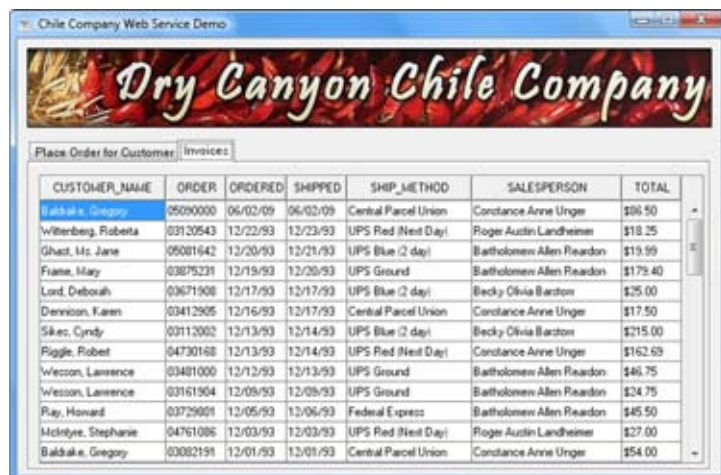 Chile Company Web Service Demo
Dry Canyon Chile Company
Place Order for Customer Invoices
CUSTOMER_NAME ORDER ORDERED SHIPPED SHIP_METHOD SALESPERSON TOTAL
Baldrake, Gregory 05090000 06/02/09 06/02/09 Central Parcel Union Constance Anne Unger $86.50
Wittenberg, Roberta 03120543 12/22/93 12/23/93 UPS Red (Next Day) Roger Austin Landheimer $18.25
Ghast, Ms. Jane 05081642 12/20/93 12/21/93 UPS Blue (2 day) Bartholomew Allen Reardon $19.99
Frame, Mary 03875231 12/19/93 12/20/93 UPS Ground Bartholomew Allen Reardon $179.40
Lord, Deborah 03671908 12/17/93 12/17/93 UPS Blue (2 day) Becky Olivia Barstow $25.00
Dennison, Karen 03412905 12/16/93 12/17/93 Central Parcel Union Constance Anne Unger $17.50
Sikes, Cyndy 03112002 12/13/93 12/14/93 UPS Blue (2 day) Becky Olivia Barstow $215.00
Riggle, Robert 04730168 12/13/93 12/14/93 UPS Red (Next Day) Constance Anne Unger $162.69
Wesson, Lawrence 03481000 12/12/93 12/13/93 UPS Ground Bartholomew Allen Reardon $46.75
Wesson, Lawrence 03161904 12/09/93 12/09/93 UPS Ground Bartholomew Allen Reardon $24.75
Ray, Howard 03729801 12/05/93 12/06/93 Federal Express Bartholomew Allen Reardon $45.50
McIntyre, Stephanie 04761086 12/03/93 12/03/93 UPS Red (Next Day) Roger Austin Landheimer $27.00
Baldrake, Gregory 03082191 12/01/93 12/01/93 Central Parcel Union Constance Anne Unger $54.00